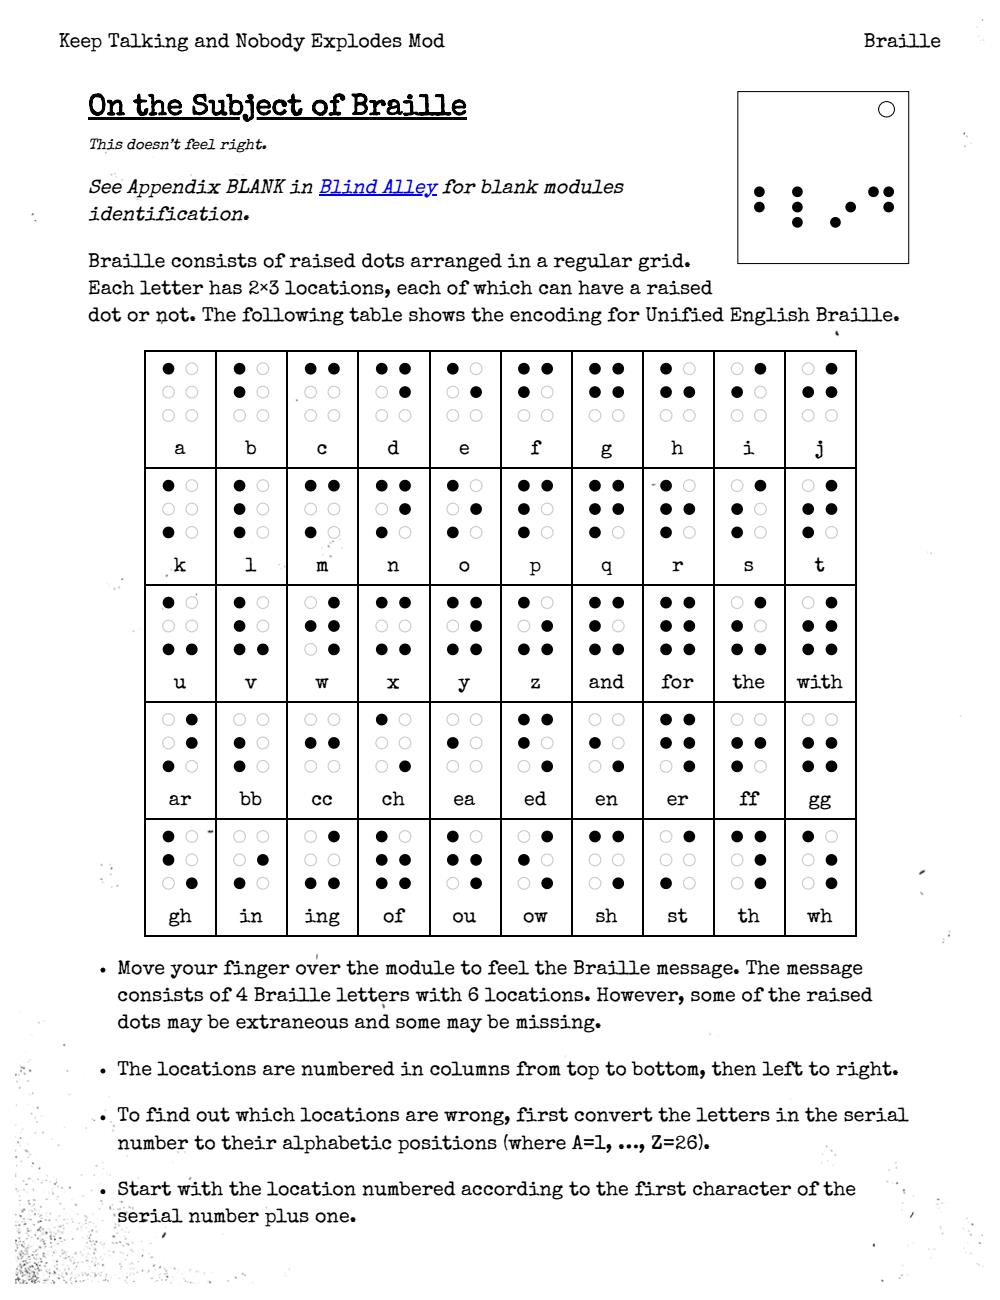 Keep Talking and Nobody Explodes Mod
Braille
On the Subject of Braille
This doesn't feel right.
See Appendix BLANK in Blind Alley for blank modules
identification.
Braille consists of raised dots arranged in a regular grid.
Each letter has 2×3 locations, each of which can have a raised
dot or not. The following table shows the encoding for Unified English Braille.
a b c d e f g h i j
k l m n o p q r s t
u v w x y z and for the with
ar bb cc ch ea ed en er ff gg
gh in ing of ou ow sh st th wh
• Move your finger over the module to feel the Braille message. The message
consists of 4 Braille letters with 6 locations. However, some of the raised
dots may be extraneous and some may be missing.
• The locations are numbered in columns from top to bottom, then left to right.
• To find out which locations are wrong, first convert the letters in the serial
number to their alphabetic positions (where A=1, ..., Z=26).
• Start with the location numbered according to the first character of the
serial number plus one.